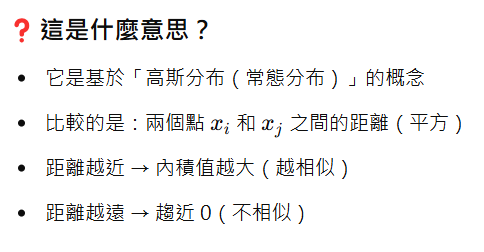 ❓ 這是什麼意思？
• 它是基於「高斯分布（常態分布）」的概念
• 比較的是：兩個點 xᵢ 和 xⱼ 之間的距離（平方）
• 距離越近 → 內積值越大（越相似）
• 距離越遠 → 趨近 0（不相似）